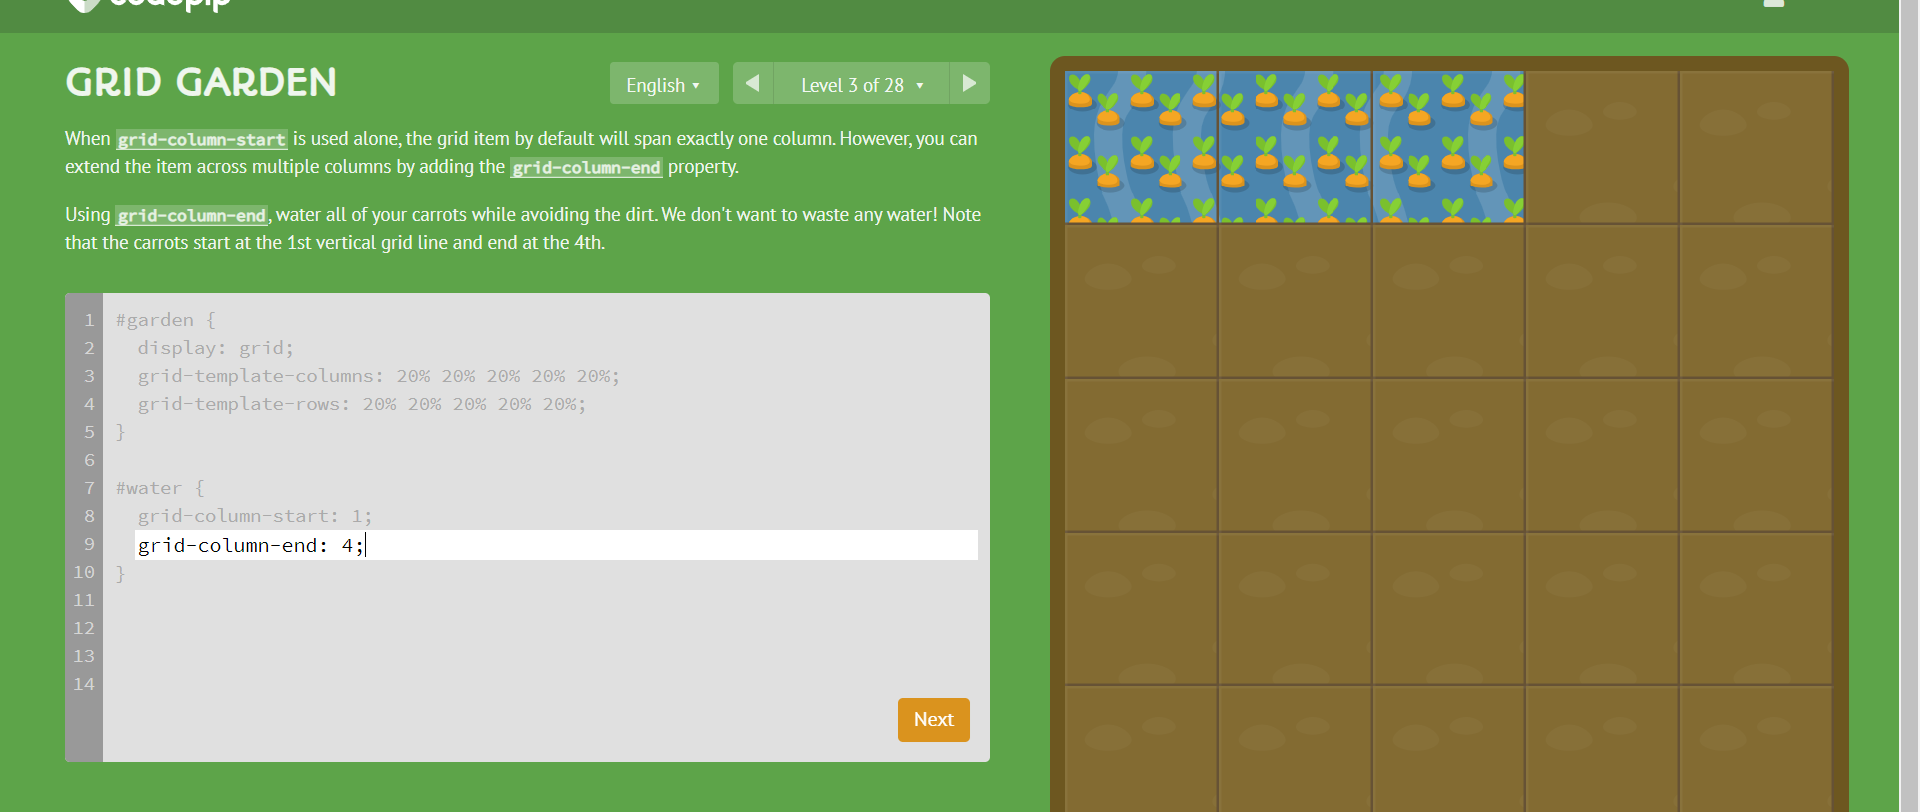 codepip
GRID GARDEN
English ▾
◀ Level 3 of 28 ▾ ▶
When grid-column-start is used alone, the grid item by default will span exactly one column. However, you can
extend the item across multiple columns by adding the grid-column-end property.
Using grid-column-end, water all of your carrots while avoiding the dirt. We don't want to waste any water! Note
that the carrots start at the 1st vertical grid line and end at the 4th.
1 #garden {
2 display: grid;
3 grid-template-columns: 20% 20% 20% 20% 20%;
4 grid-template-rows: 20% 20% 20% 20% 20%;
5 }
6
7 #water {
8 grid-column-start: 1;
9 grid-column-end: 4;
10 }
11
12
13
14
Next